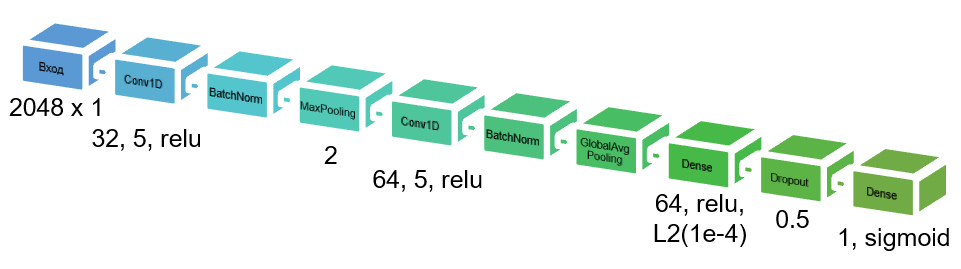 Вход
2048 x 1
Conv1D
32, 5, relu
BatchNorm
MaxPooling
2
Conv1D
64, 5, relu
BatchNorm
GlobalAvg
Pooling
Dense
64, relu,
L2(1e-4)
Dropout
0.5
Dense
1, sigmoid